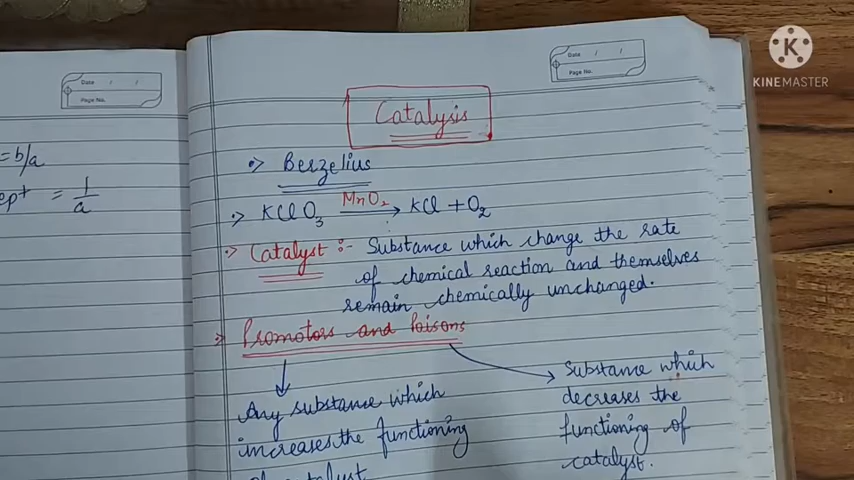 Date / /
Page No.
Date / /
Page No.
K
KINEMASTER
= b/a
ept = 1/a
Catalysis
Berzelius
KClO3 MnO2→ KCl + O2
Catalyst :- Substance which change the rate
of chemical reaction and themselves
remain chemically unchanged.
Promotors and Poisons
Any substance which
increases the functioning
of catalyst
Substance which
decreases the
functioning of
catalyst.